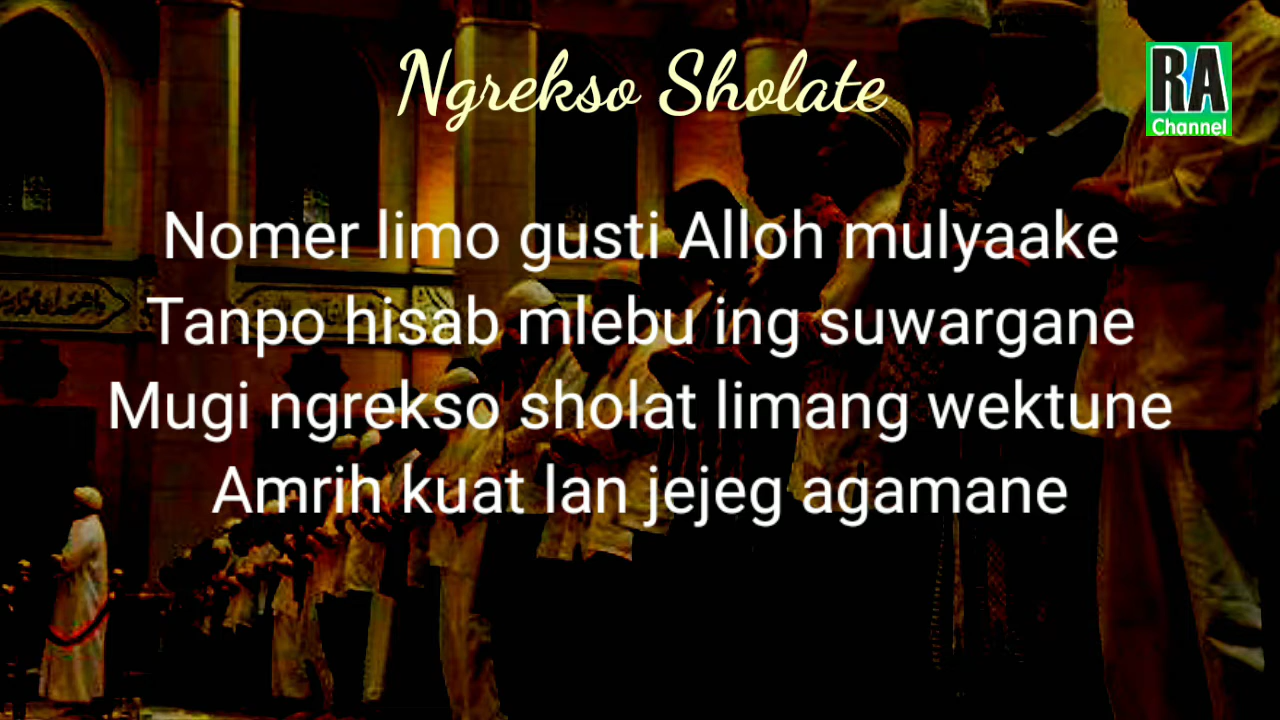 Ngrekso Sholate
RA
Channel
Nomer limo gusti Alloh mulyaake
Tanpo hisab mlebu ing suwargane
Mugi ngrekso sholat limang wektune
Amrih kuat lan jejeg agamane